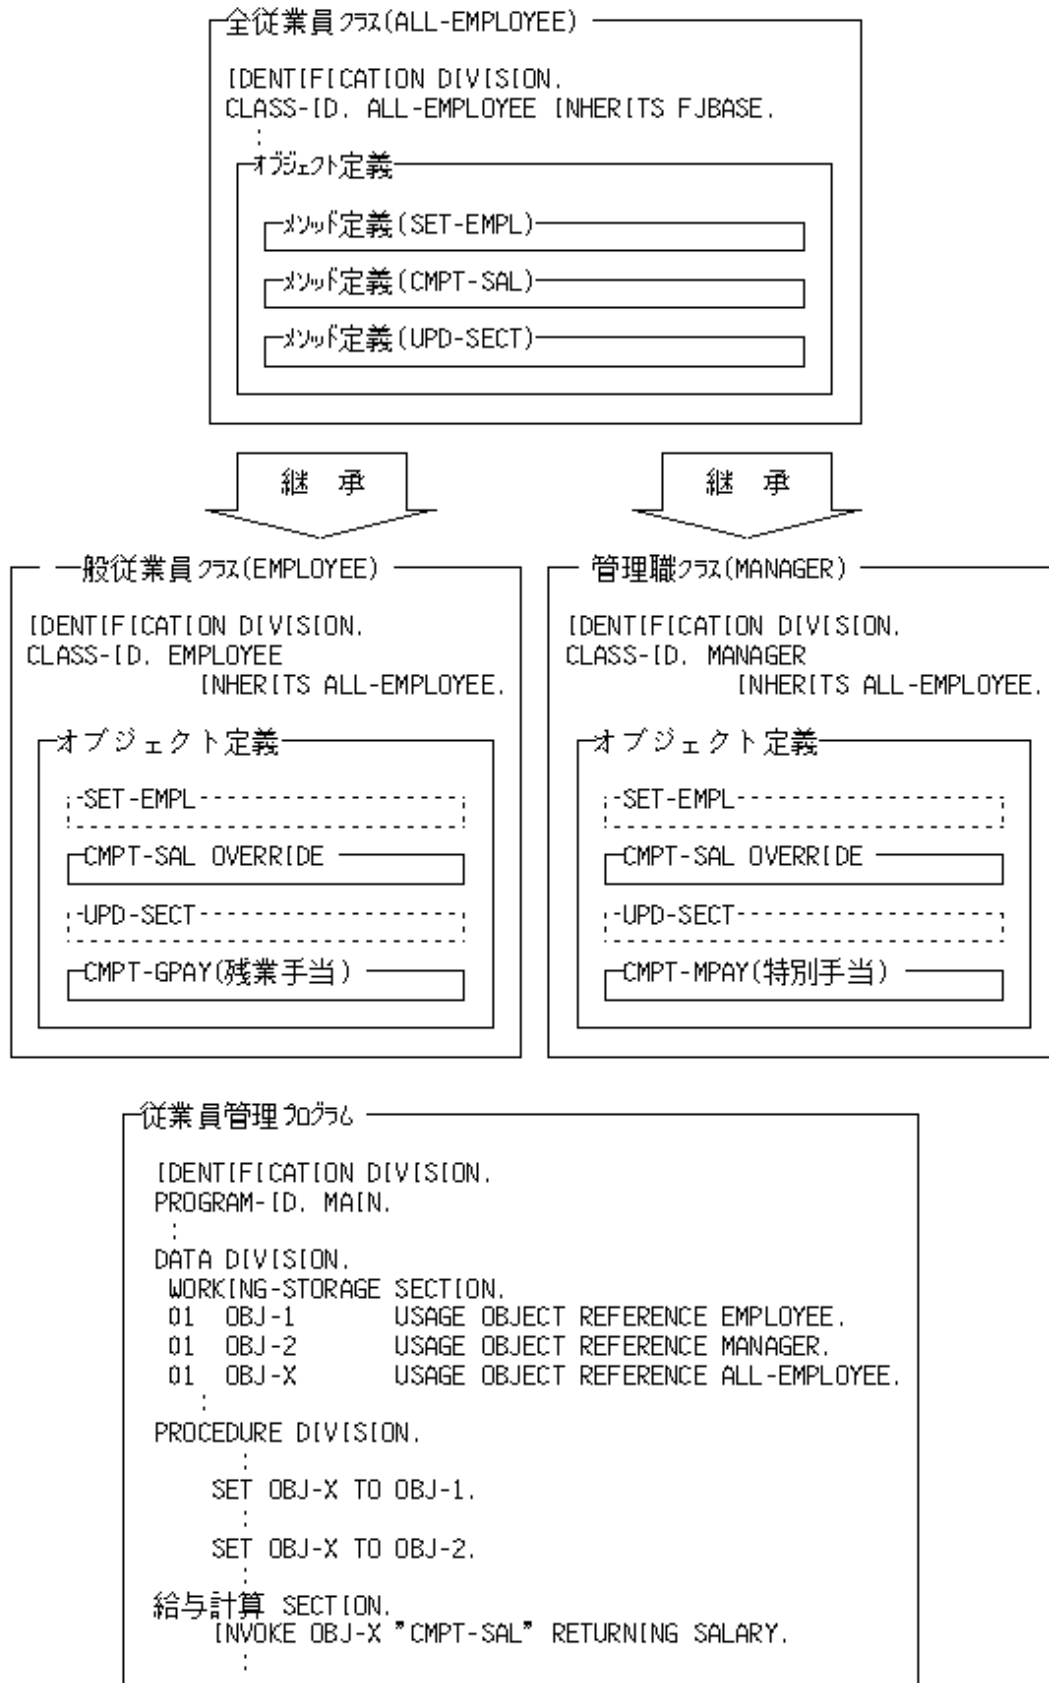 全従業員ｸﾗｽ(ALL-EMPLOYEE)
IDENTIFICATION DIVISION.
CLASS-ID. ALL-EMPLOYEE INHERITS FJBASE.
:
ｵﾌﾞｼﾞｪｸﾄ定義
ﾒｿｯﾄﾞ定義(SET-EMPL)
ﾒｿｯﾄﾞ定義(CMPT-SAL)
ﾒｿｯﾄﾞ定義(UPD-SECT)
継　承
継　承
一般従業員ｸﾗｽ(EMPLOYEE)
IDENTIFICATION DIVISION.
CLASS-ID. EMPLOYEE
INHERITS ALL-EMPLOYEE.
オブジェクト定義
SET-EMPL
CMPT-SAL OVERRIDE
UPD-SECT
CMPT-GPAY(残業手当)
管理職ｸﾗｽ(MANAGER)
IDENTIFICATION DIVISION.
CLASS-ID. MANAGER
INHERITS ALL-EMPLOYEE.
オブジェクト定義
SET-EMPL
CMPT-SAL OVERRIDE
UPD-SECT
CMPT-MPAY(特別手当)
従業員管理ﾌﾟﾛｸﾞﾗﾑ
IDENTIFICATION DIVISION.
PROGRAM-ID. MAIN.
:
DATA DIVISION.
WORKING-STORAGE SECTION.
01 OBJ-1 USAGE OBJECT REFERENCE EMPLOYEE.
01 OBJ-2 USAGE OBJECT REFERENCE MANAGER.
01 OBJ-X USAGE OBJECT REFERENCE ALL-EMPLOYEE.
:
PROCEDURE DIVISION.
:
SET OBJ-X TO OBJ-1.
:
SET OBJ-X TO OBJ-2.
:
給与計算 SECTION.
INVOKE OBJ-X "CMPT-SAL" RETURNING SALARY.
: